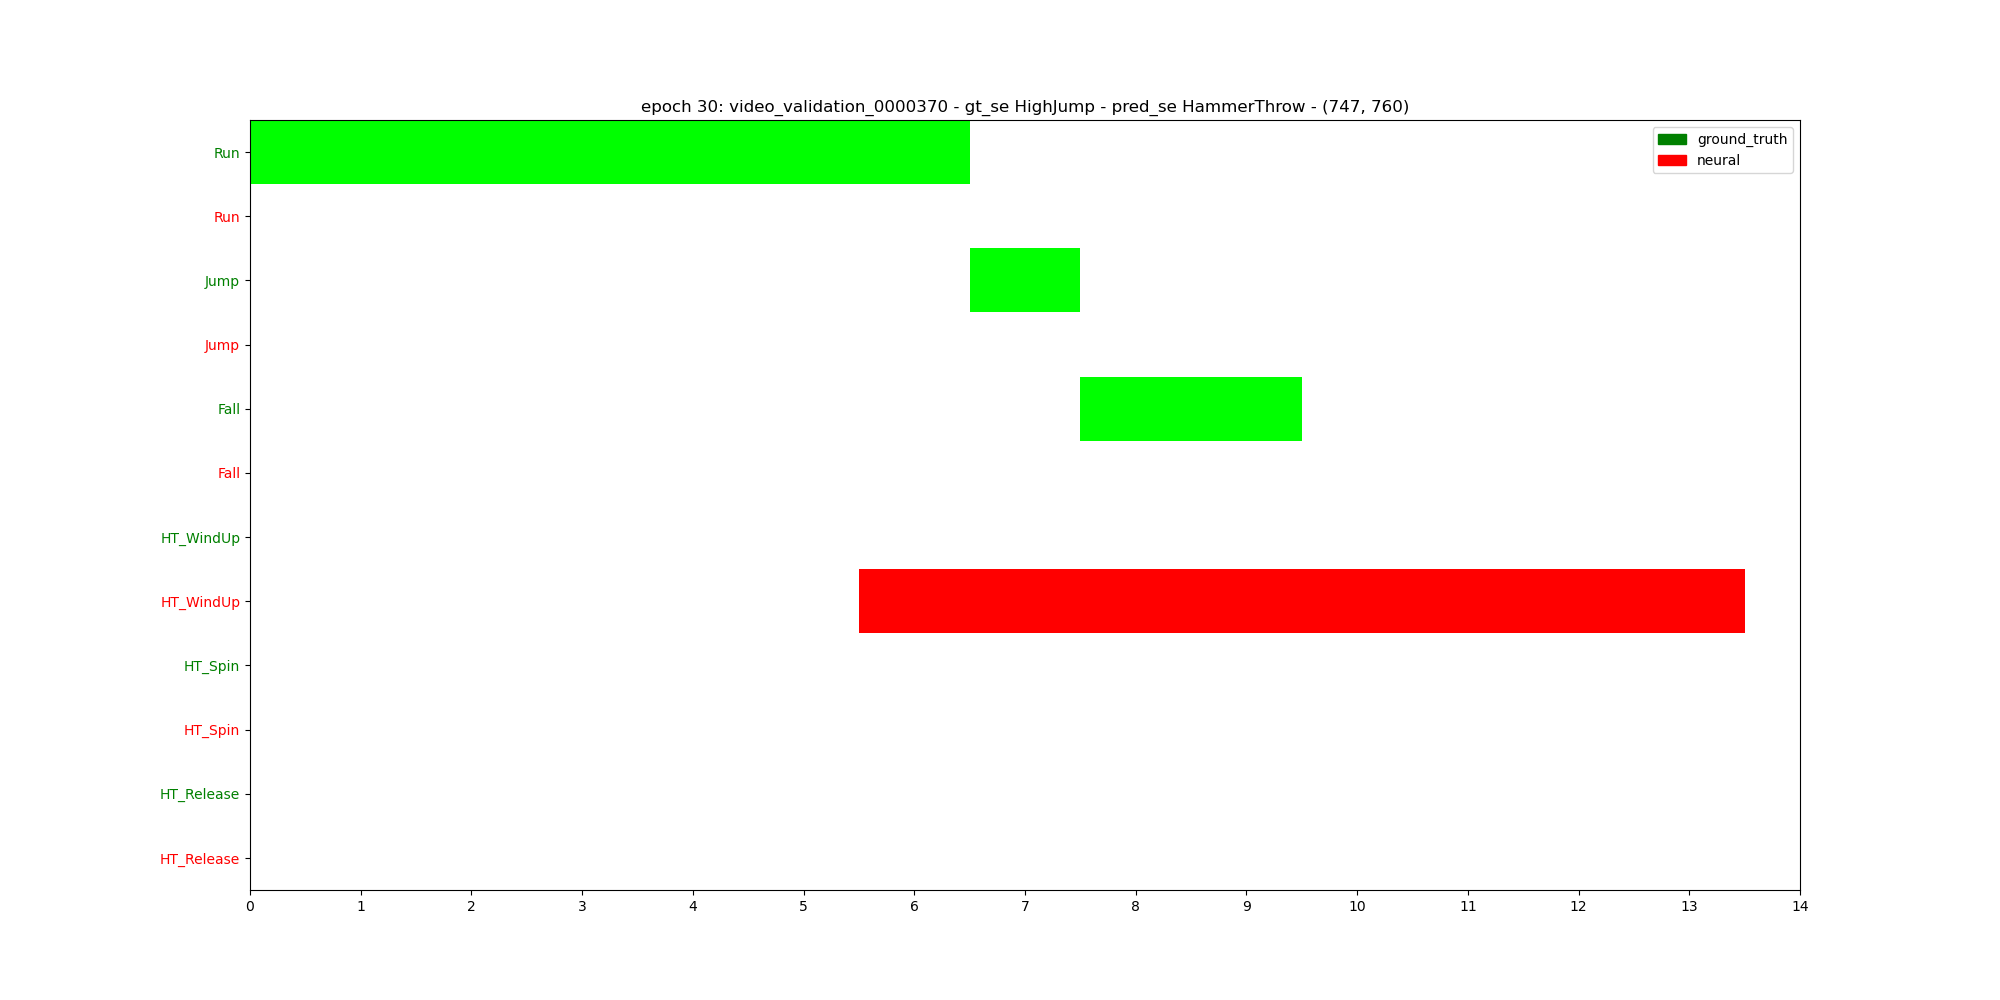 epoch 30: video_validation_0000370 - gt_se HighJump - pred_se HammerThrow - (747, 760)
ground_truth
neural
Run
Run
Jump
Jump
Fall
Fall
HT_WindUp
HT_WindUp
HT_Spin
HT_Spin
HT_Release
HT_Release
0 1 2 3 4 5 6 7 8 9 10 11 12 13 14